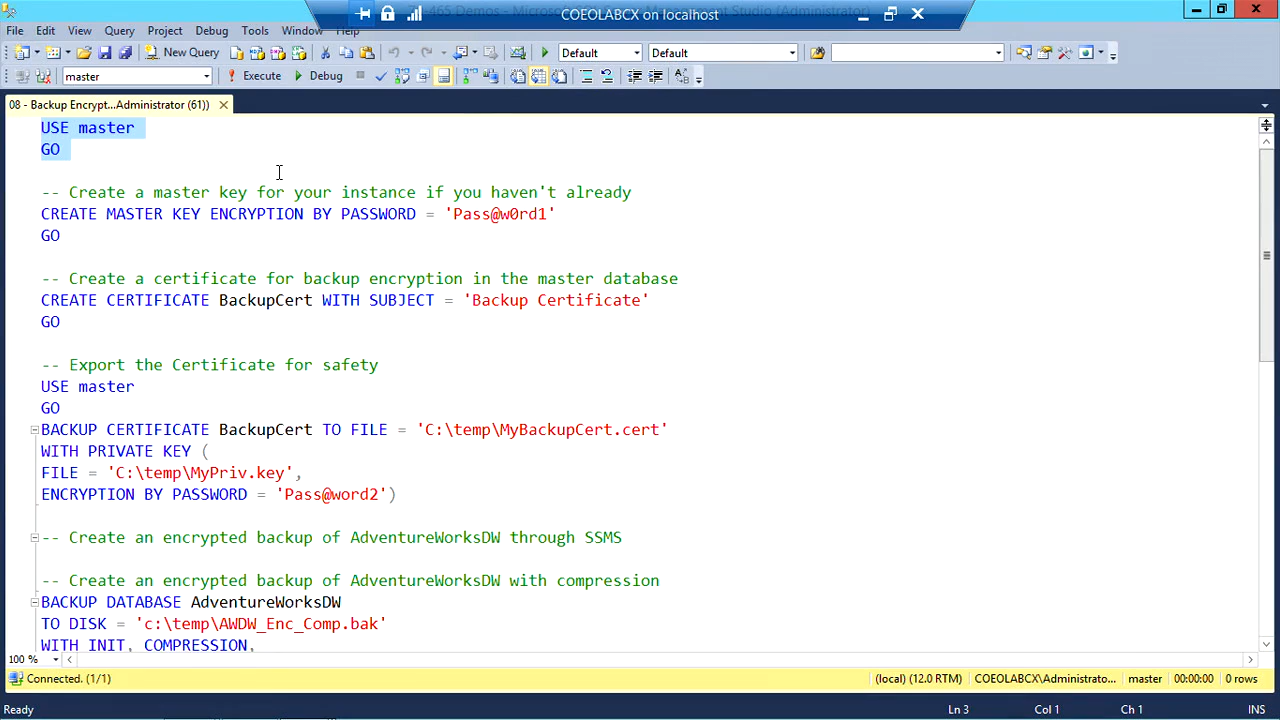 -465 Demos - Microsoft Management Studio (Administrator)
COEOLABCX on localhost
File Edit View Query Project Debug Tools Window Help
New Query Default Default
master Execute Debug
08 - Backup Encrypt...Administrator (61))
USE master
GO
-- Create a master key for your instance if you haven't already
CREATE MASTER KEY ENCRYPTION BY PASSWORD = 'Pass@w0rd1'
GO
-- Create a certificate for backup encryption in the master database
CREATE CERTIFICATE BackupCert WITH SUBJECT = 'Backup Certificate'
GO
-- Export the Certificate for safety
USE master
GO
BACKUP CERTIFICATE BackupCert TO FILE = 'C:\temp\MyBackupCert.cert'
WITH PRIVATE KEY (
FILE = 'C:\temp\MyPriv.key',
ENCRYPTION BY PASSWORD = 'Pass@word2')
-- Create an encrypted backup of AdventureWorksDW through SSMS
-- Create an encrypted backup of AdventureWorksDW with compression
BACKUP DATABASE AdventureWorksDW
TO DISK = 'c:\temp\AWDW_Enc_Comp.bak'
WITH INIT, COMPRESSION,
100 %
Connected. (1/1) (local) (12.0 RTM) COEOLABCX\Administrato... master 00:00:00 0 rows
Ready Ln 3 Col 1 Ch 1 INS